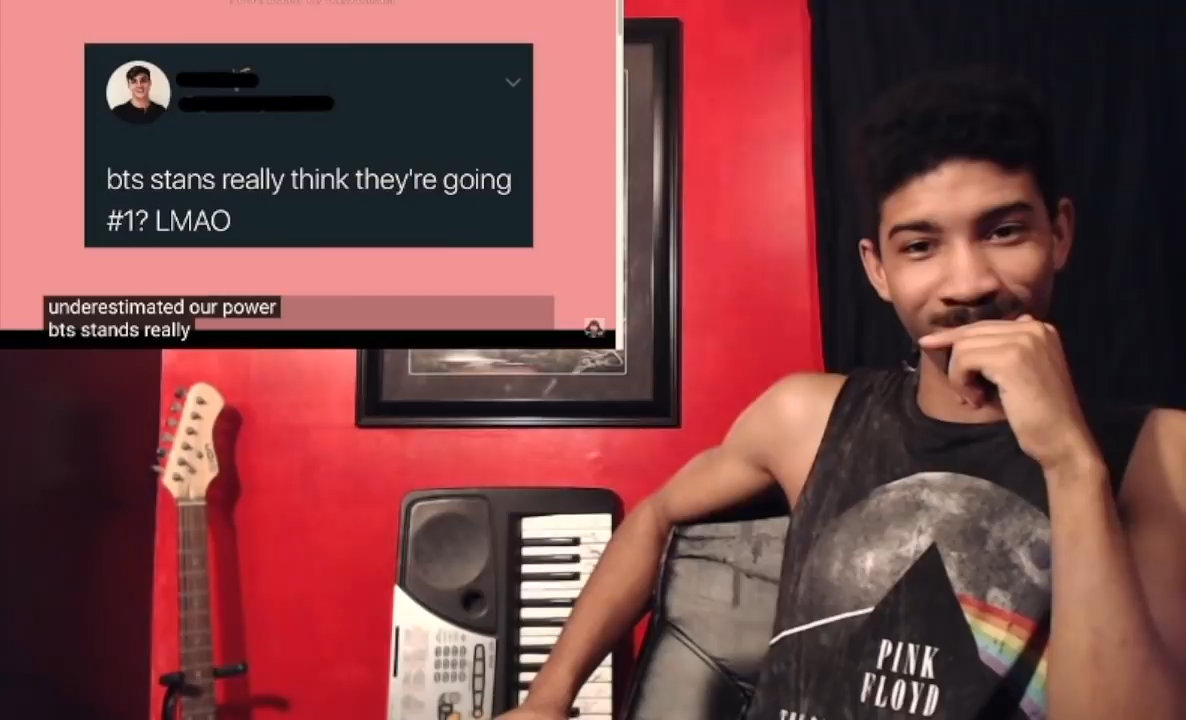 bts stans really think they're going
#1? LMAO
underestimated our power
bts stands really
PINK
FLOYD